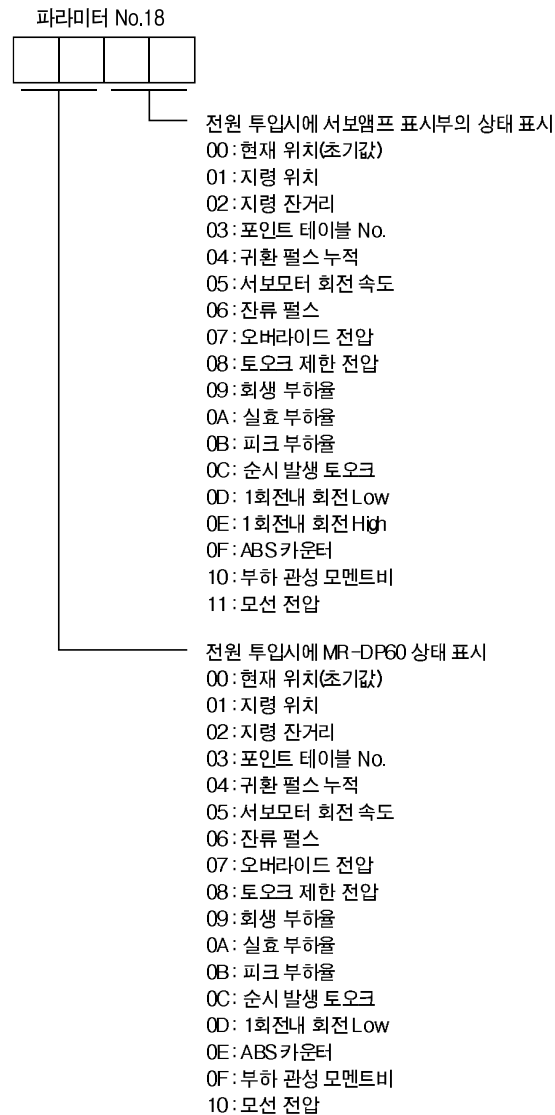 파라미터 No.18
전원 투입시에 서보앰프 표시부의 상태 표시
00:현재 위치(초기값)
01:지령 위치
02:지령 잔거리
03:포인트 테이블 No.
04:귀환 펄스 누적
05:서보모터 회전 속도
06:잔류 펄스
07:오버라이드 전압
08:토오크 제한 전압
09:회생 부하율
0A: 실효 부하율
0B: 피크 부하율
0C: 순시 발생 토오크
0D: 1회전내 회전 Low
0E: 1회전내 회전 High
0F: ABS 카운터
10:부하 관성 모멘트비
11:모선 전압
전원 투입시에 MR-DP60 상태 표시
00:현재 위치(초기값)
01:지령 위치
02:지령 잔거리
03:포인트 테이블 No.
04:귀환 펄스 누적
05:서보모터 회전 속도
06:잔류 펄스
07:오버라이드 전압
08:토오크 제한 전압
09:회생 부하율
0A: 실효 부하율
0B: 피크 부하율
0C: 순시 발생 토오크
0D: 1회전내 회전 Low
0E: ABS 카운터
0F:부하 관성 모멘트비
10:모선 전압